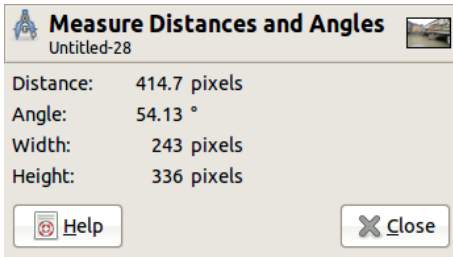 Measure Distances and Angles
Untitled-28
Distance: 414.7 pixels
Angle: 54.13 °
Width: 243 pixels
Height: 336 pixels
Help Close